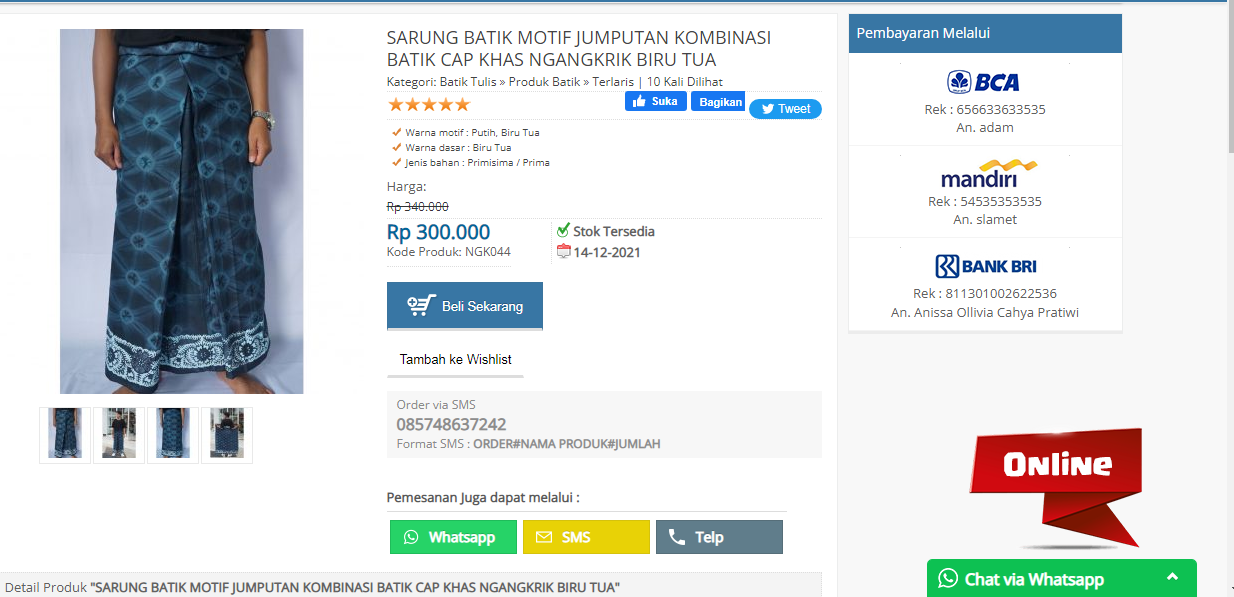 SARUNG BATIK MOTIF JUMPUTAN KOMBINASI
BATIK CAP KHAS NGANGKRIK BIRU TUA
Kategori: Batik Tulis » Produk Batik » Terlaris | 10 Kali Dilihat
Suka
Bagikan
Tweet
Warna motif : Putih, Biru Tua
Warna dasar : Biru Tua
Jenis bahan : Primisima / Prima
Harga:
Rp 340.000
Rp 300.000
Kode Produk: NGK044
Stok Tersedia
14-12-2021
Beli Sekarang
Tambah ke Wishlist
Order via SMS
085748637242
Format SMS : ORDER#NAMA PRODUK#JUMLAH
Pemesanan Juga dapat melalui :
Whatsapp
SMS
Telp
Detail Produk "SARUNG BATIK MOTIF JUMPUTAN KOMBINASI BATIK CAP KHAS NGANGKRIK BIRU TUA"
Pembayaran Melalui
BCA
Rek : 656633633535
An. adam
mandiri
Rek : 54535353535
An. slamet
BANK BRI
Rek : 811301002622536
An. Anissa Ollivia Cahya Pratiwi
Online
Chat via Whatsapp